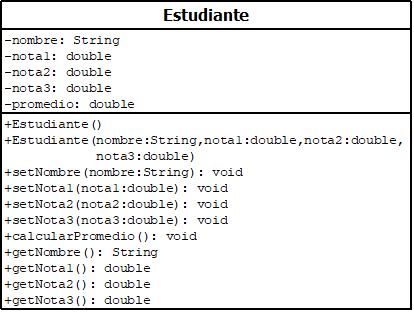 Estudiante
-nombre: String
-nota1: double
-nota2: double
-nota3: double
-promedio: double
+Estudiante()
+Estudiante(nombre:String,nota1:double,nota2:double,
nota3:double)
+setNombre(nombre:String): void
+setNota1(nota1:double): void
+setNota2(nota2:double): void
+setNota3(nota3:double): void
+calcularPromedio(): void
+getNombre(): String
+getNota1(): double
+getNota2(): double
+getNota3(): double